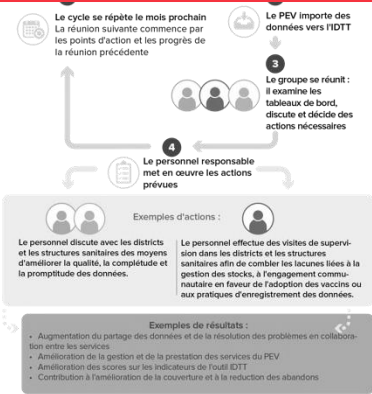 Le cycle se répète le mois prochain
La réunion suivante commence par
les points d'action et les progrès de
la réunion précédente
Le PEV importe des
données vers l'IDTT
3
Le groupe se réunit :
il examine les
tableaux de bord,
discute et décide des
actions nécessaires
4
Le personnel responsable
met en œuvre les actions
prévues
Exemples d'actions :
Le personnel discute avec les districts
et les structures sanitaires des moyens
d'améliorer la qualité, la complétude et
la promptitude des données.
Le personnel effectue des visites de supervi-
sion dans les districts et les structures
sanitaires afin de combler les lacunes liées à la
gestion des stocks, à l'engagement commu-
nautaire en faveur de l'adoption des vaccins ou
aux pratiques d'enregistrement des données.
Exemples de résultats :
• Augmentation du partage des données et de la résolution des problèmes en collabora-
tion entre les services
• Amélioration de la gestion et de la prestation des services du PEV
• Amélioration des scores sur les indicateurs de l'outil IDTT
• Contribution à l'amélioration de la couverture et à la réduction des abandons